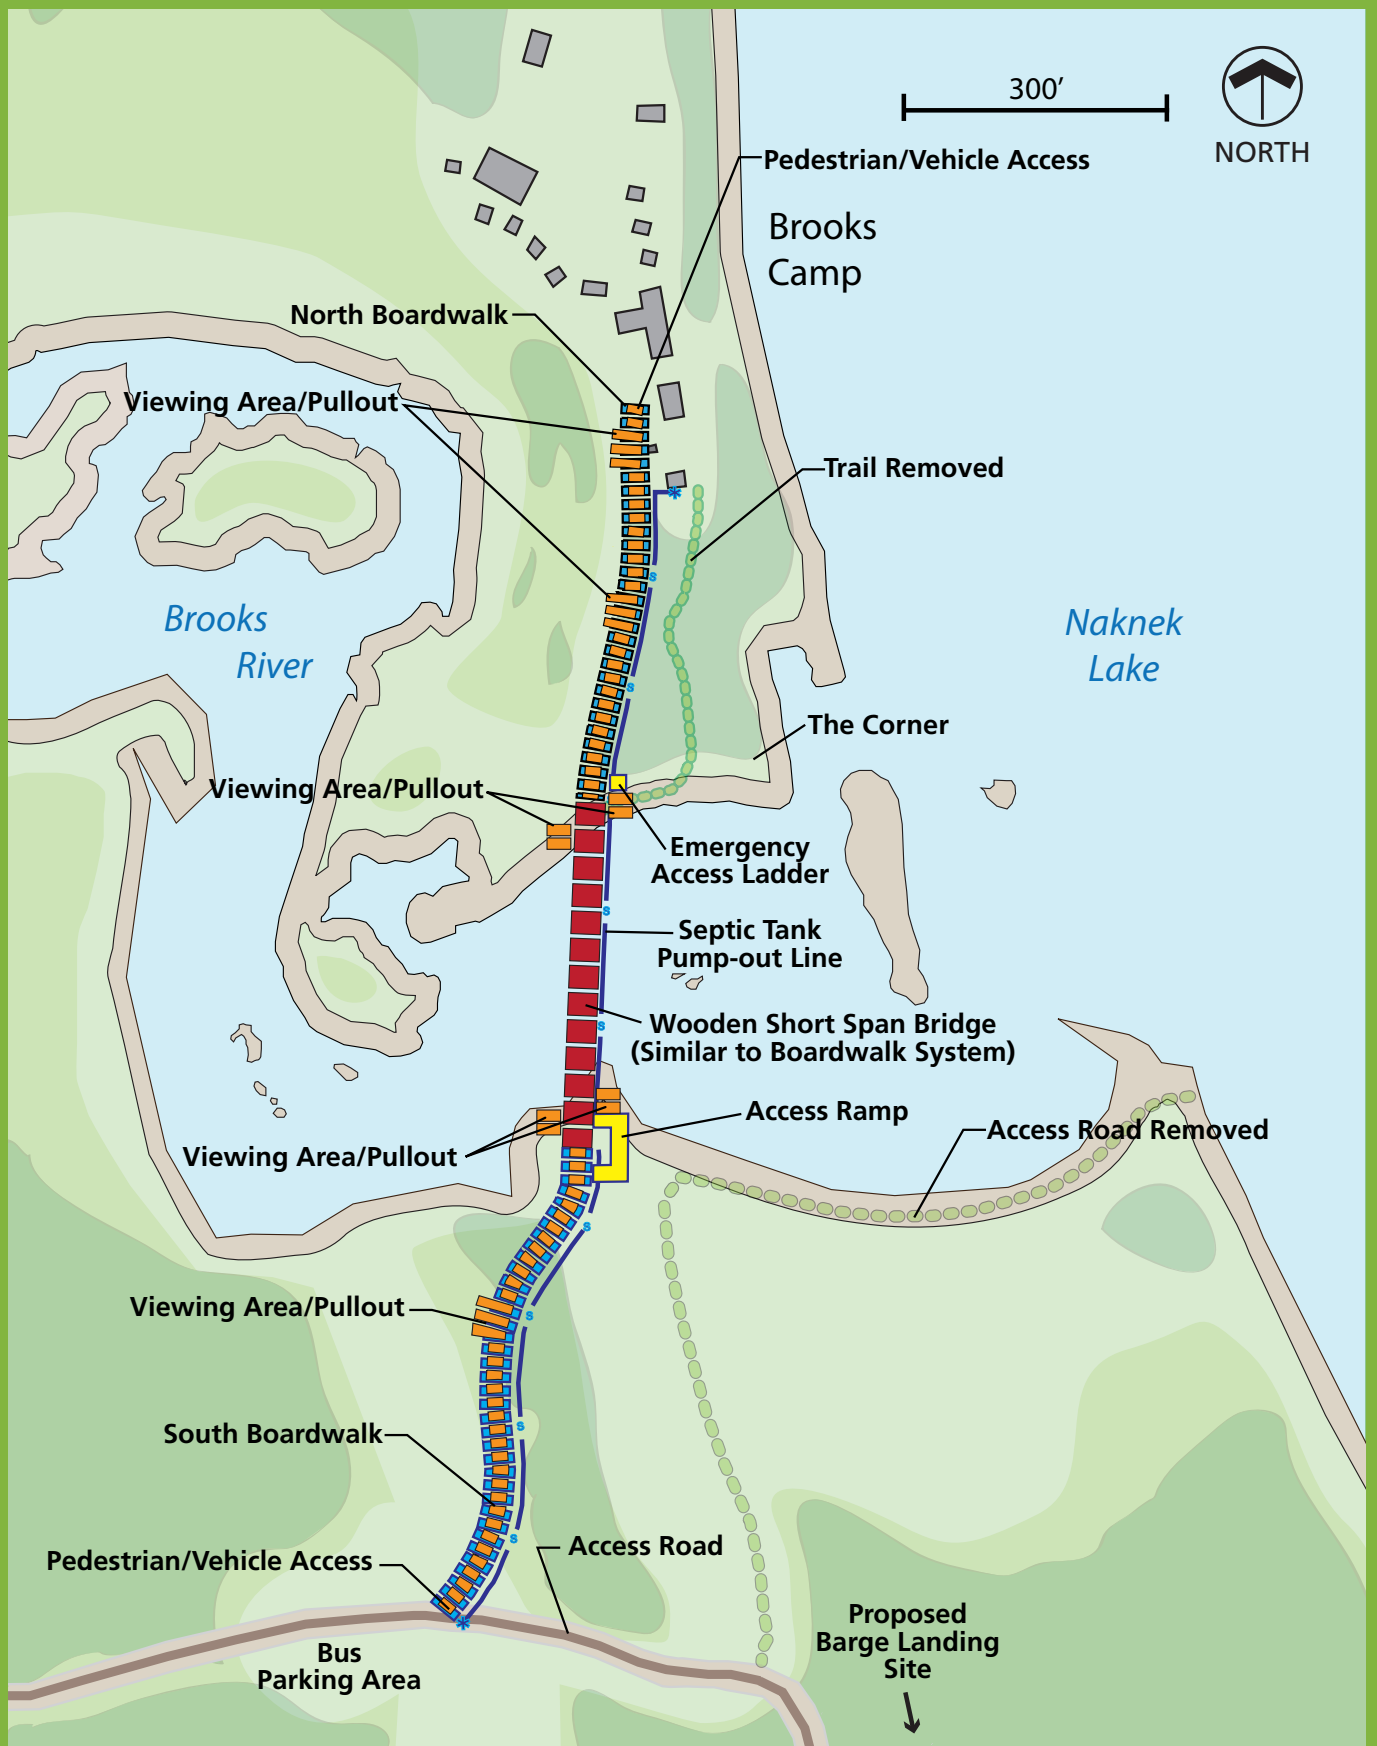 300’
NORTH
Pedestrian/Vehicle Access
Brooks
Camp
North Boardwalk
Viewing Area/Pullout
Trail Removed
s
Brooks
River
Naknek
Lake
s
The Corner
Viewing Area/Pullout
Emergency
Access Ladder
s
Septic Tank
Pump-out Line
s
Wooden Short Span Bridge
(Similar to Boardwalk System)
Access Ramp
Access Road Removed
Viewing Area/Pullout
s
Viewing Area/Pullout
s
s
South Boardwalk
s
Access Road
Pedestrian/Vehicle Access
Proposed
Barge Landing
Site
Bus
Parking Area